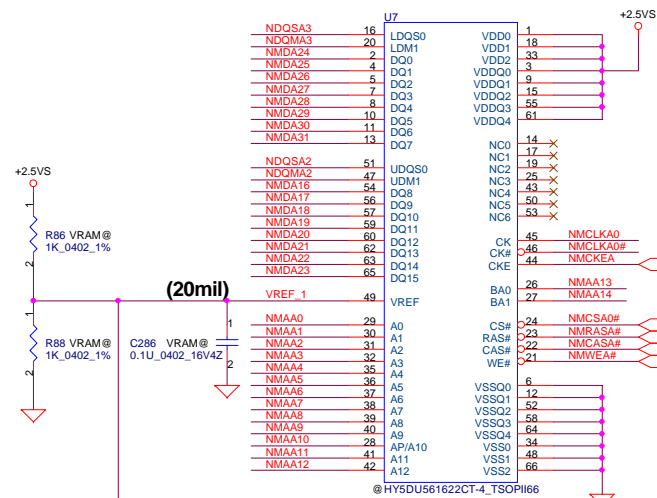 U7
+2.5VS
NDQSA3 16 LDQS0 VDD0 1
NDQMA3 20 LDM1 VDD1 18
NMDA24 2 DQ0 VDD2 33
NMDA25 4 DQ1 VDDQ0 3
NMDA26 5 DQ2 VDDQ1 9
NMDA27 7 DQ3 VDDQ2 15
NMDA28 8 DQ4 VDDQ3 55
NMDA29 10 DQ5 VDDQ4 61
NMDA30 11 DQ6
NMDA31 13 DQ7 NC0 14
NC1 17
NDQSA2 51 UDQS0 NC2 19
NDQMA2 47 UDM1 NC3 25
NMDA16 54 DQ8 NC4 43
NMDA17 56 DQ9 NC5 50
NMDA18 57 DQ10 NC6 53
NMDA19 59 DQ11
NMDA20 60 DQ12 CK 45 NMCLKA0
NMDA21 62 DQ13 CK# 46 NMCLKA0#
NMDA22 63 DQ14 CKE 44 NMCKEA
NMDA23 65 DQ15
BA0 26 NMAA13
VREF_1 49 VREF BA1 27 NMAA14
NMAA0 29 A0 CS# 24 NMCSA0#
NMAA1 30 A1 RAS# 23 NMRASA#
NMAA2 31 A2 CAS# 22 NMCASA#
NMAA3 32 A3 WE# 21 NMWEA#
NMAA4 35 A4
NMAA5 36 A5 VSSQ0 6
NMAA6 37 A6 VSSQ1 12
NMAA7 38 A7 VSSQ2 52
NMAA8 39 A8 VSSQ3 58
NMAA9 40 A9 VSSQ4 64
NMAA10 28 AP/A10 VSS0 34
NMAA11 41 A11 VSS1 48
NMAA12 42 A12 VSS2 66
@HY5DU561622CT-4_TSOPII66
+2.5VS
1
R86 VRAM@
1K_0402_1%
2
(20mil)
1
R88 VRAM@
1K_0402_1%
2
1
C286 VRAM@
0.1U_0402_16V4Z
2